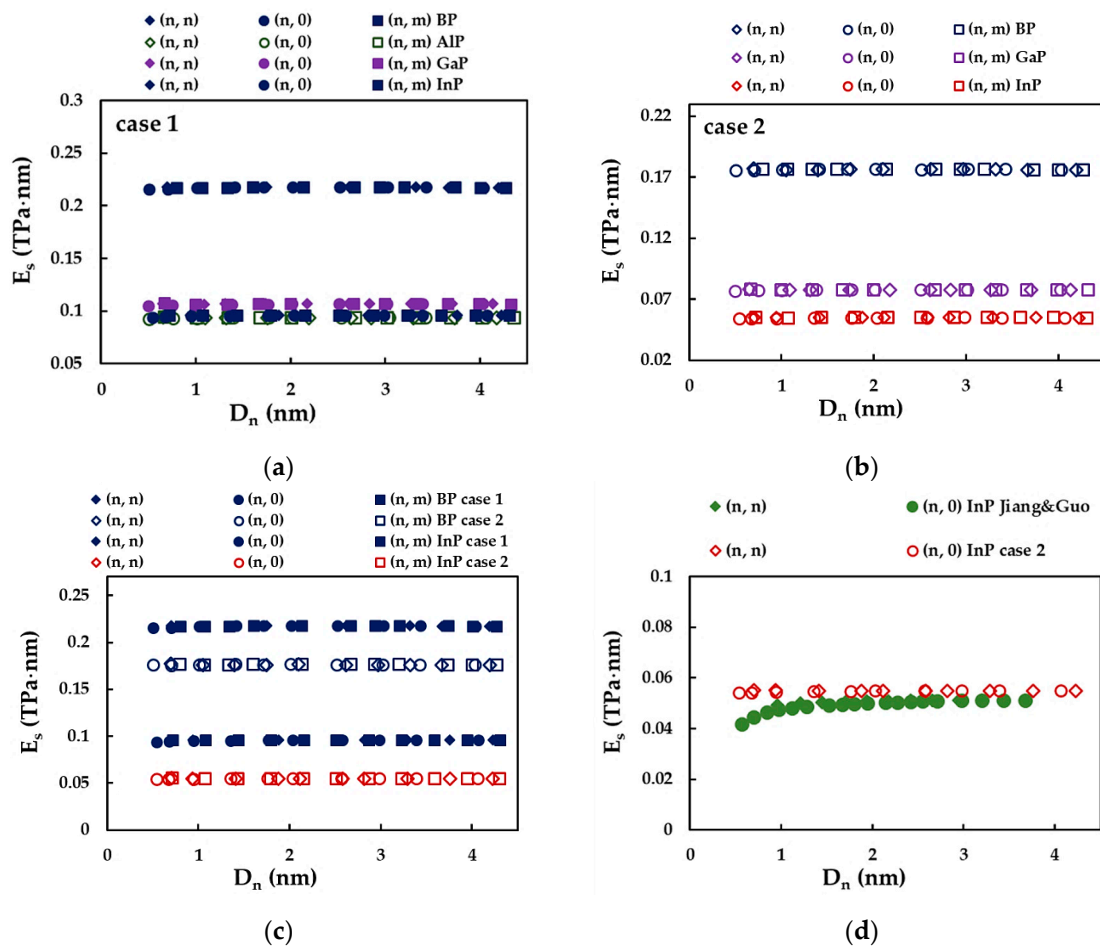 (n, n) (n, 0) (n, m) BP
(n, n) (n, 0) (n, m) AlP
(n, n) (n, 0) (n, m) GaP
(n, n) (n, 0) (n, m) InP
case 1
0.3
0.25
0.2
0.15
0.1
0.05
0 1 2 3 4
Es (TPa·nm)
Dn (nm)
(a)
(n, n) (n, 0) (n, m) BP
(n, n) (n, 0) (n, m) GaP
(n, n) (n, 0) (n, m) InP
case 2
0.22
0.17
0.12
0.07
0.02
0 1 2 3 4
Es (TPa·nm)
Dn (nm)
(b)
(n, n) (n, 0) (n, m) BP case 1
(n, n) (n, 0) (n, m) BP case 2
(n, n) (n, 0) (n, m) InP case 1
(n, n) (n, 0) (n, m) InP case 2
0.25
0.2
0.15
0.1
0.05
0
0 1 2 3 4
Es (TPa·nm)
Dn (nm)
(c)
(n, n) (n, 0) InP Jiang&Guo
(n, n) (n, 0) InP case 2
0.1
0.08
0.06
0.04
0.02
0
0 1 2 3 4
Es (TPa·nm)
Dn (nm)
(d)